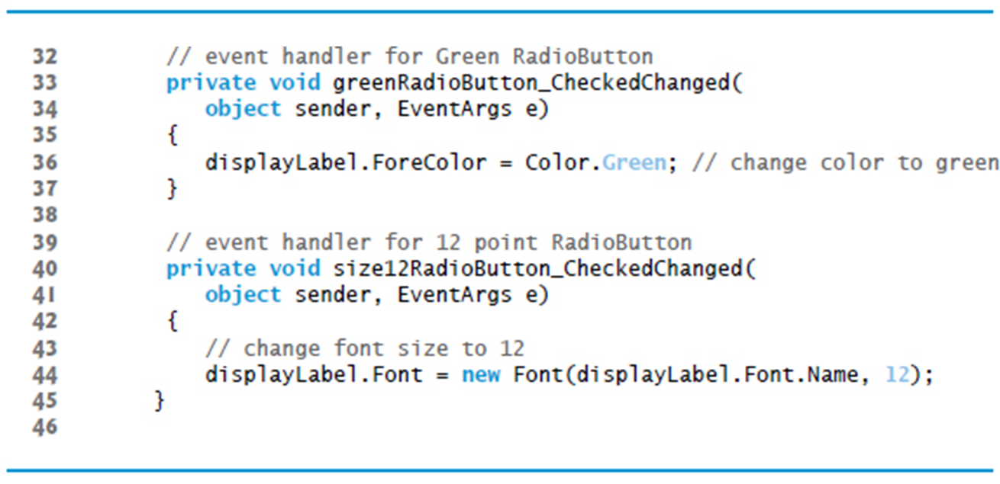 32 // event handler for Green RadioButton
33 private void greenRadioButton_CheckedChanged(
34 object sender, EventArgs e)
35 {
36 displayLabel.ForeColor = Color.Green; // change color to green
37 }
38
39 // event handler for 12 point RadioButton
40 private void size12RadioButton_CheckedChanged(
41 object sender, EventArgs e)
42 {
43 // change font size to 12
44 displayLabel.Font = new Font(displayLabel.Font.Name, 12);
45 }
46